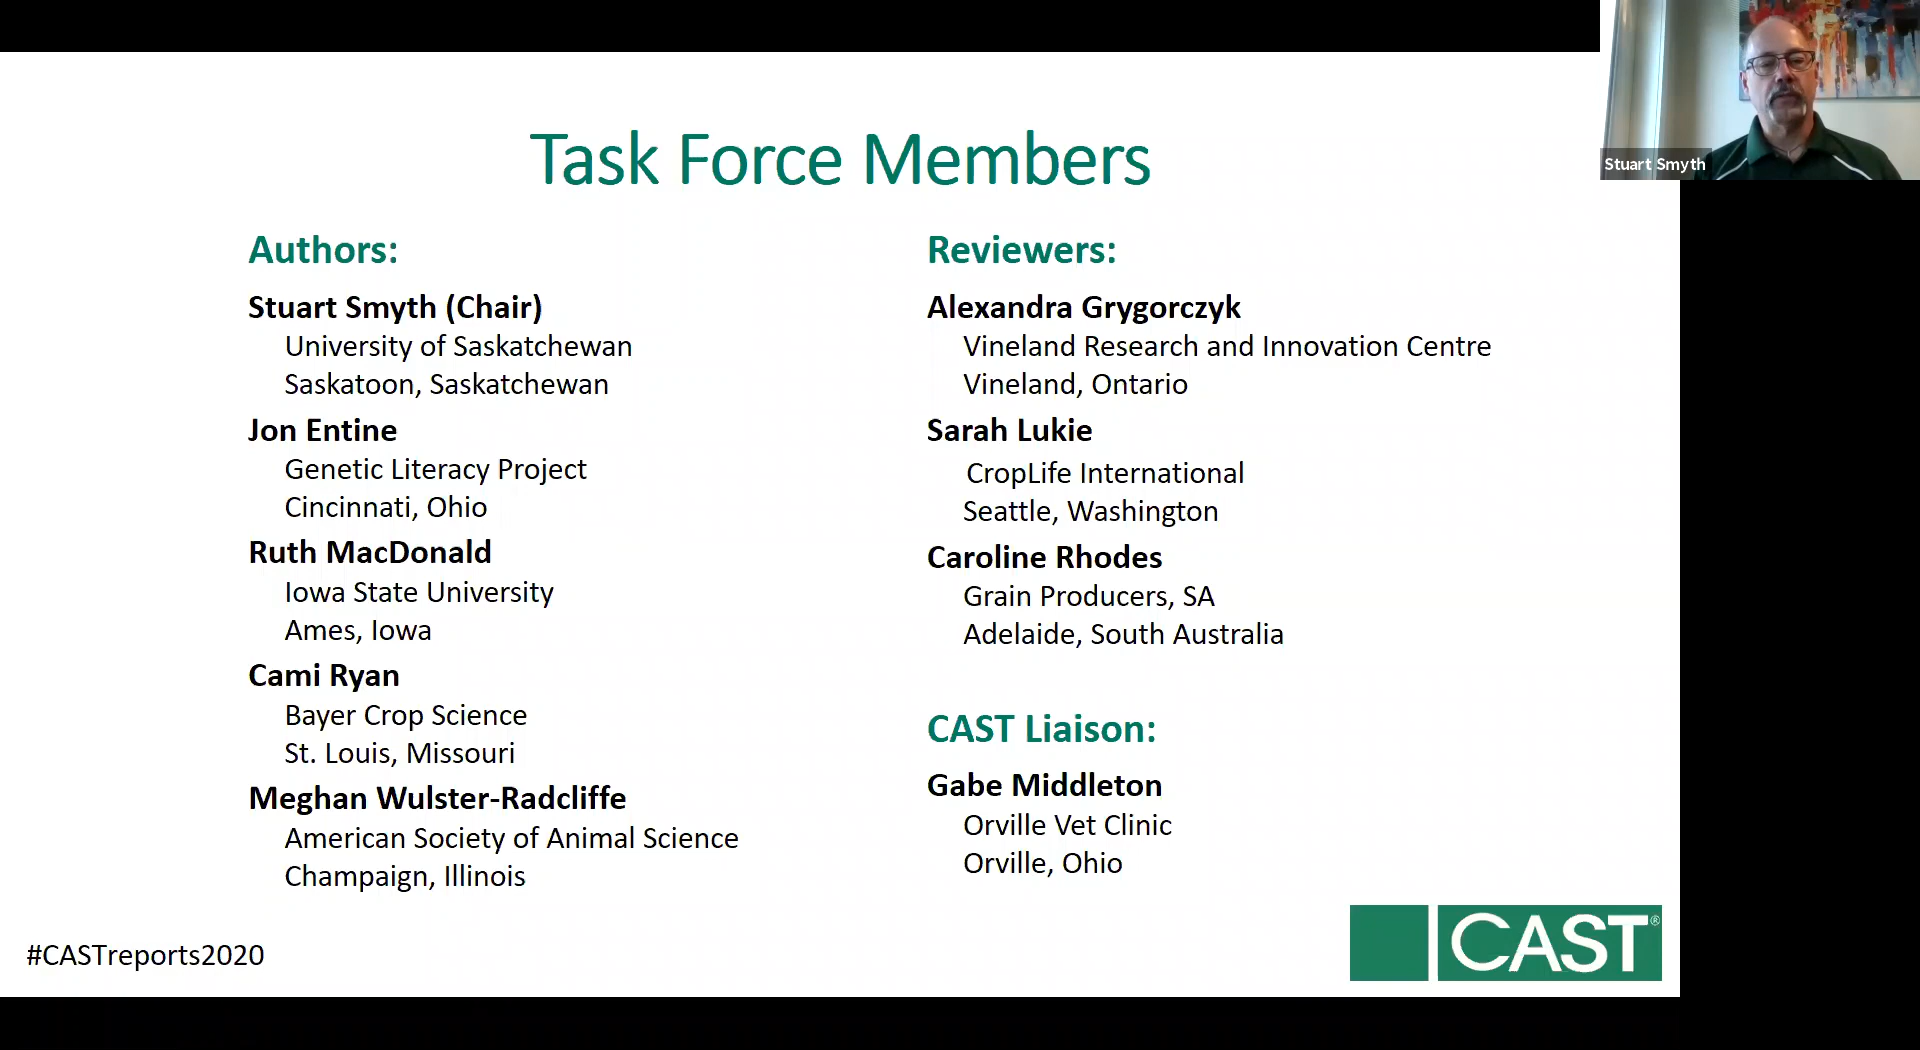 Task Force Members
Stuart Smyth
Authors:
Stuart Smyth (Chair)
University of Saskatchewan
Saskatoon, Saskatchewan
Jon Entine
Genetic Literacy Project
Cincinnati, Ohio
Ruth MacDonald
Iowa State University
Ames, Iowa
Cami Ryan
Bayer Crop Science
St. Louis, Missouri
Meghan Wulster-Radcliffe
American Society of Animal Science
Champaign, Illinois
Reviewers:
Alexandra Grygorczyk
Vineland Research and Innovation Centre
Vineland, Ontario
Sarah Lukie
CropLife International
Seattle, Washington
Caroline Rhodes
Grain Producers, SA
Adelaide, South Australia
CAST Liaison:
Gabe Middleton
Orville Vet Clinic
Orville, Ohio
#CASTreports2020
CAST®